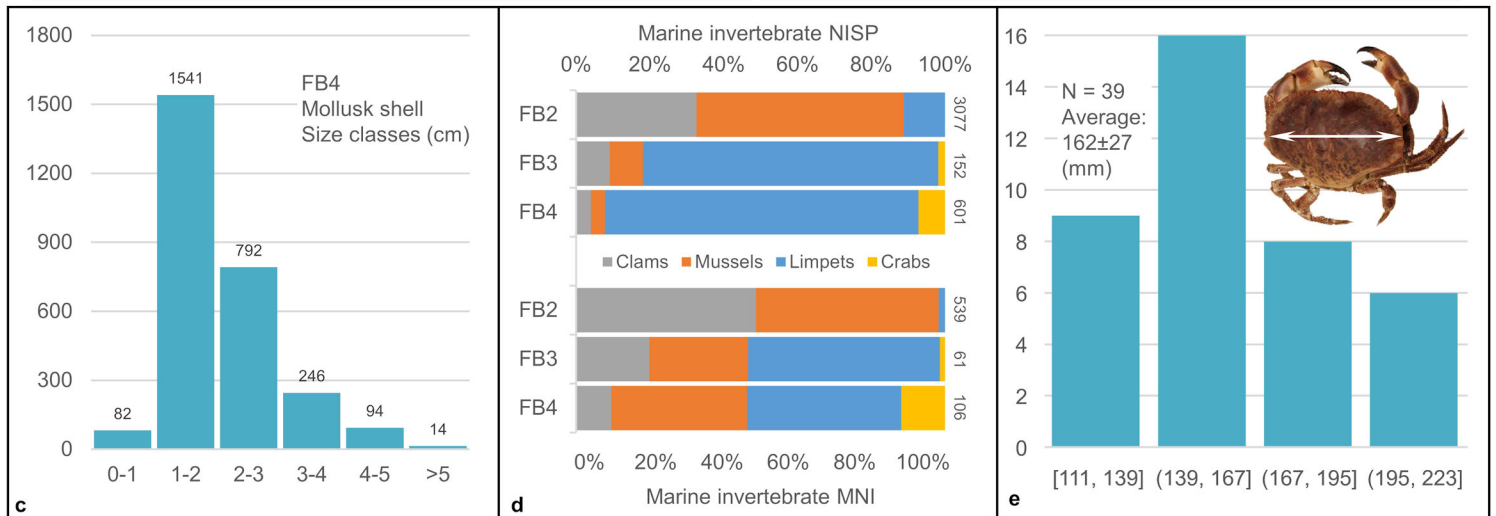 1800
1500
1200
900
600
300
0
82
1541
792
246
94
14
FB4
Mollusk shell
Size classes (cm)
0-1 1-2 2-3 3-4 4-5 >5
c
Marine invertebrate NISP
0% 20% 40% 60% 80% 100%
FB2 3077
FB3 152
FB4 601
Clams Mussels Limpets Crabs
FB2 539
FB3 61
FB4 106
0% 20% 40% 60% 80% 100%
Marine invertebrate MNI
d
16
14
12
10
8
6
4
2
0
N = 39
Average:
162±27
(mm)
[111, 139] (139, 167] (167, 195] (195, 223]
e